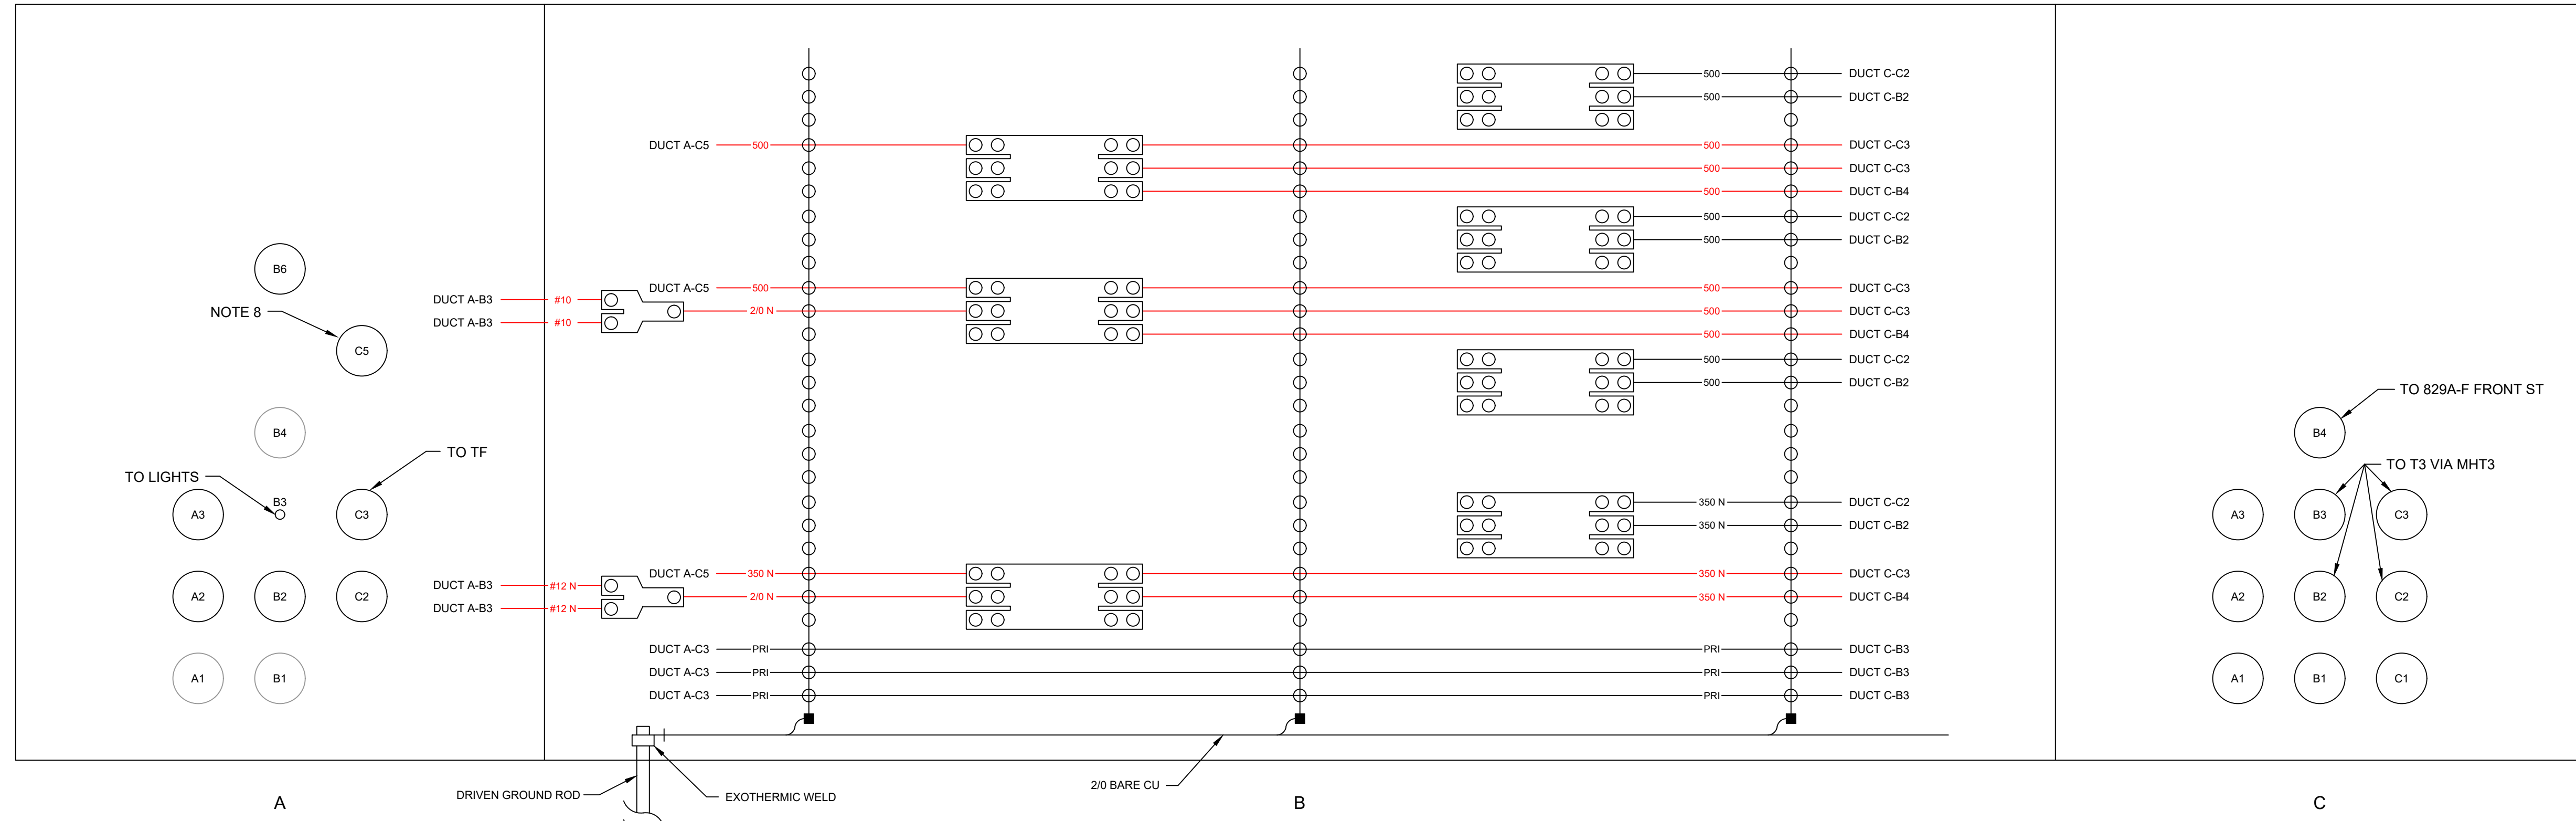 500 DUCT C-C2
500 DUCT C-B2
DUCT A-C5 500 500 DUCT C-C3
500 DUCT C-C3
500 DUCT C-B4
500 DUCT C-C2
500 DUCT C-B2
B6
DUCT A-C5 500 500 DUCT C-C3
DUCT A-B3 #10
NOTE 8
2/0 N 500 DUCT C-C3
DUCT A-B3 #10
500 DUCT C-B4
C5
500 DUCT C-C2
500 DUCT C-B2
TO 829A-F FRONT ST
B4
B4
TO TF
TO T3 VIA MHT3
TO LIGHTS
B3
350 N DUCT C-C2
A3 C3
A3 B3 C3
350 N DUCT C-B2
DUCT A-C5 350 N 350 N DUCT C-C3
DUCT A-B3 #12 N
A2 B2 C2
2/0 N 350 N DUCT C-B4
A2 B2 C2
DUCT A-B3 #12 N
DUCT A-C3 PRI PRI DUCT C-B3
DUCT A-C3 PRI PRI DUCT C-B3
A1 B1
A1 B1 C1
DUCT A-C3 PRI PRI DUCT C-B3
2/0 BARE CU
DRIVEN GROUND ROD
EXOTHERMIC WELD
A B C